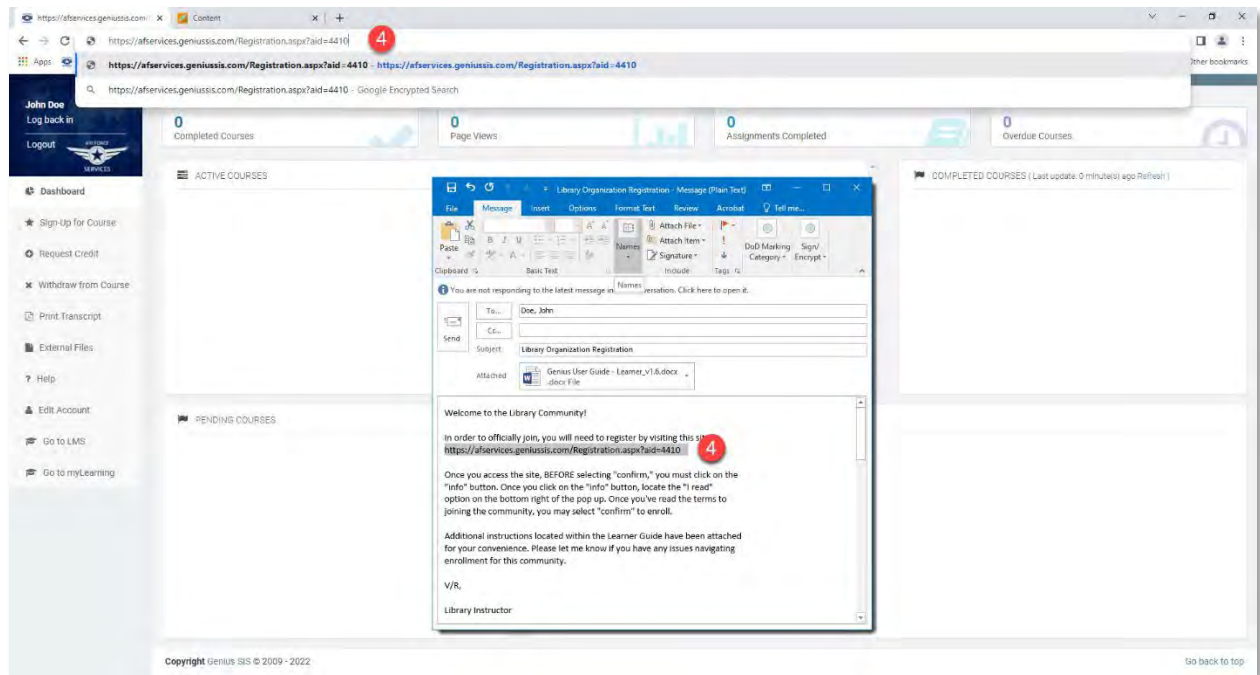 https://afservices.geniussis.com
Content
https://afservices.geniussis.com/Registration.aspx?aid=4410
4
Apps
https://afservices.geniussis.com/Registration.aspx?aid=4410 - https://afservices.geniussis.com/Registration.aspx?aid=4410
Other bookmarks
https://afservices.geniussis.com/Registration.aspx?aid=4410 - Google Encrypted Search
John Doe
Log back in
Logout
AIR FORCE
SERVICES
0
Completed Courses
0
Page Views
0
Assignments Completed
0
Overdue Courses
Dashboard
Sign-Up for Course
Request Credit
Withdraw from Course
Print Transcript
External Files
? Help
Edit Account
Go to LMS
Go to myLearning
ACTIVE COURSES
COMPLETED COURSES ( Last update: 0 minute(s) ago Refresh )
PENDING COURSES
Library Organization Registration - Message (Plain Text)
File Message Insert Options Format Text Review Acrobat Tell me...
Paste
B I U
Names
Attach File
Attach Item
Signature
DoD Marking Category
Sign/ Encrypt
Clipboard Basic Text Include Tags
Names
You are not responding to the latest message in versation. Click here to open it.
Send
To... Doe, John
Cc...
Subject Library Organization Registration
Attached Genius User Guide - Learner_v1.6.docx
.docx File
Welcome to the Library Community!
In order to officially join, you will need to register by visiting this
https://afservices.geniussis.com/Registration.aspx?aid=4410
4
Once you access the site, BEFORE selecting "confirm," you must click on the
"info" button. Once you click on the "info" button, locate the "I read"
option on the bottom right of the pop up. Once you've read the terms to
joining the community, you may select "confirm" to enroll.
Additional instructions located within the Learner Guide have been attached
for your convenience. Please let me know if you have any issues navigating
enrollment for this community.
V/R,
Library Instructor
Copyright Genius SIS © 2009 - 2022
Go back to top